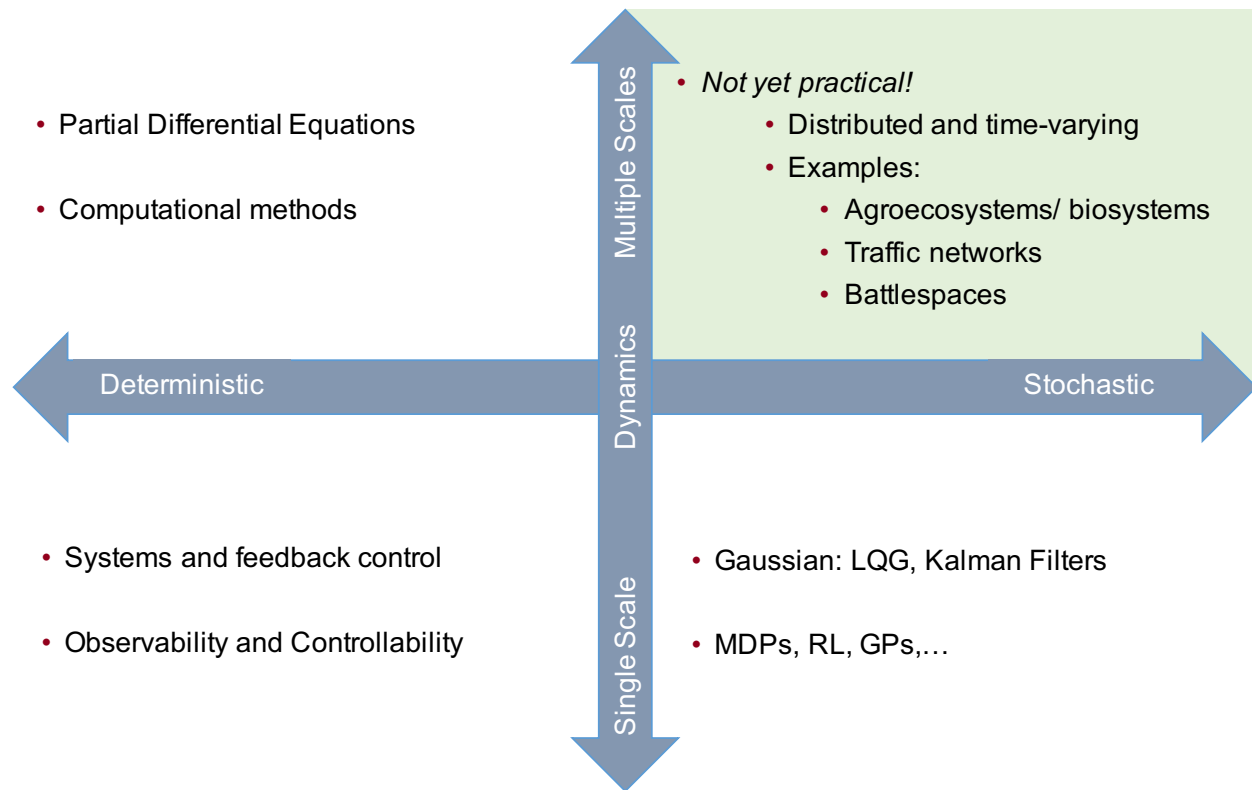 Multiple Scales
• Not yet practical!
• Partial Differential Equations
• Distributed and time-varying
• Examples:
• Computational methods
• Agroecosystems/ biosystems
• Traffic networks
• Battlespaces
Deterministic
Dynamics
Stochastic
• Systems and feedback control
• Observability and Controllability
Single Scale
• Gaussian: LQG, Kalman Filters
• MDPs, RL, GPs,…